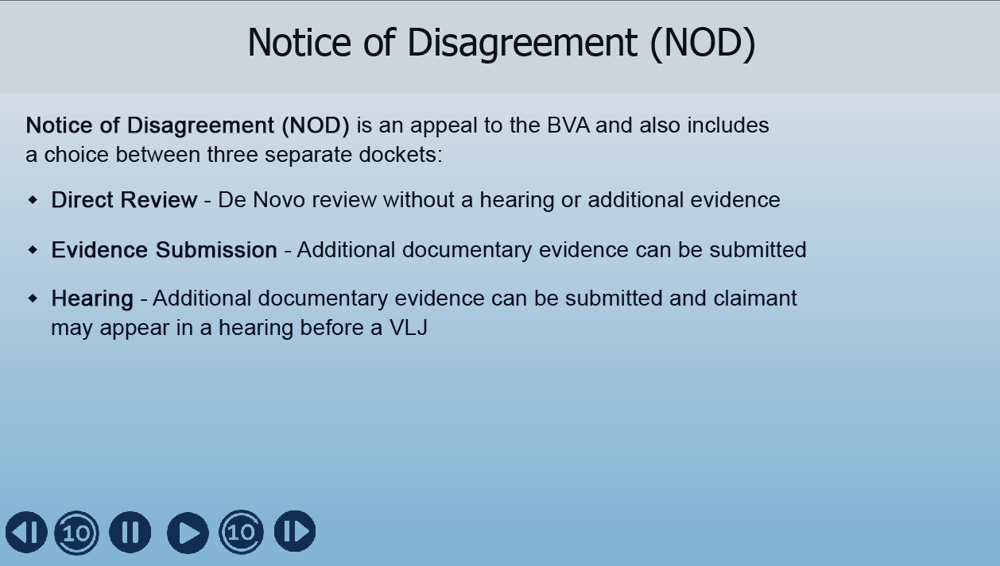 Notice of Disagreement (NOD)
Notice of Disagreement (NOD) is an appeal to the BVA and also includes
a choice between three separate dockets:
◆ Direct Review - De Novo review without a hearing or additional evidence
◆ Evidence Submission - Additional documentary evidence can be submitted
◆ Hearing - Additional documentary evidence can be submitted and claimant
may appear in a hearing before a VLJ
10 10